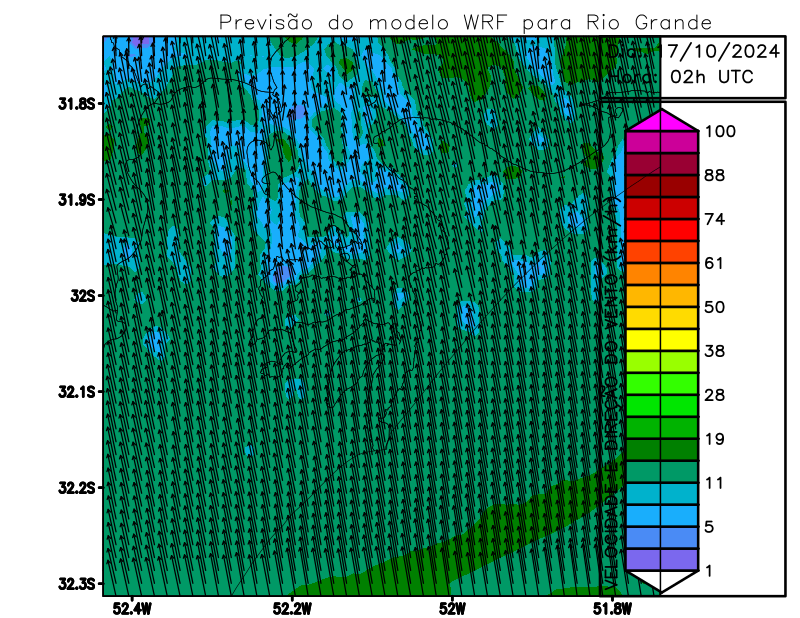 Previsão do modelo WRF para Rio Grande
Dia: 17/10/2024
Hora: 02h UTC
31.8S
31.9S
32S
32.1S
32.2S
32.3S
52.4W
52.2W
52W
51.8W
VELOCIDADE E DIREÇÃO DO VENTO (km/h)
100
88
74
61
50
38
28
19
11
5
1